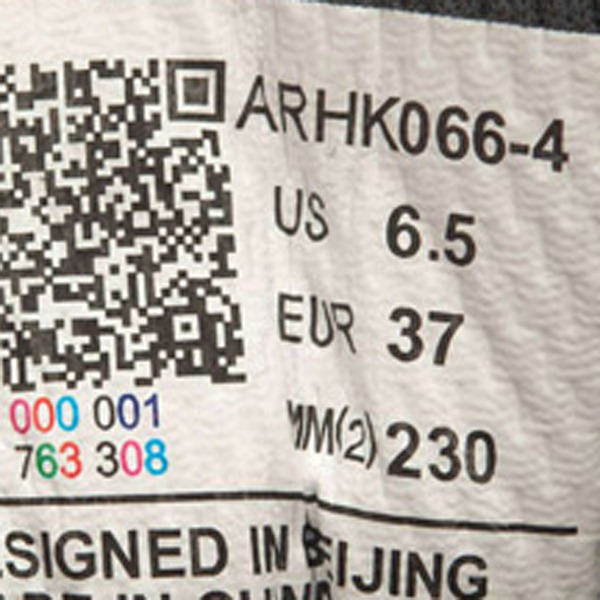 ARHK066-4
US 6.5
EUR 37
MM(2) 230
000 001
763 308
SIGNED IN BEIJING